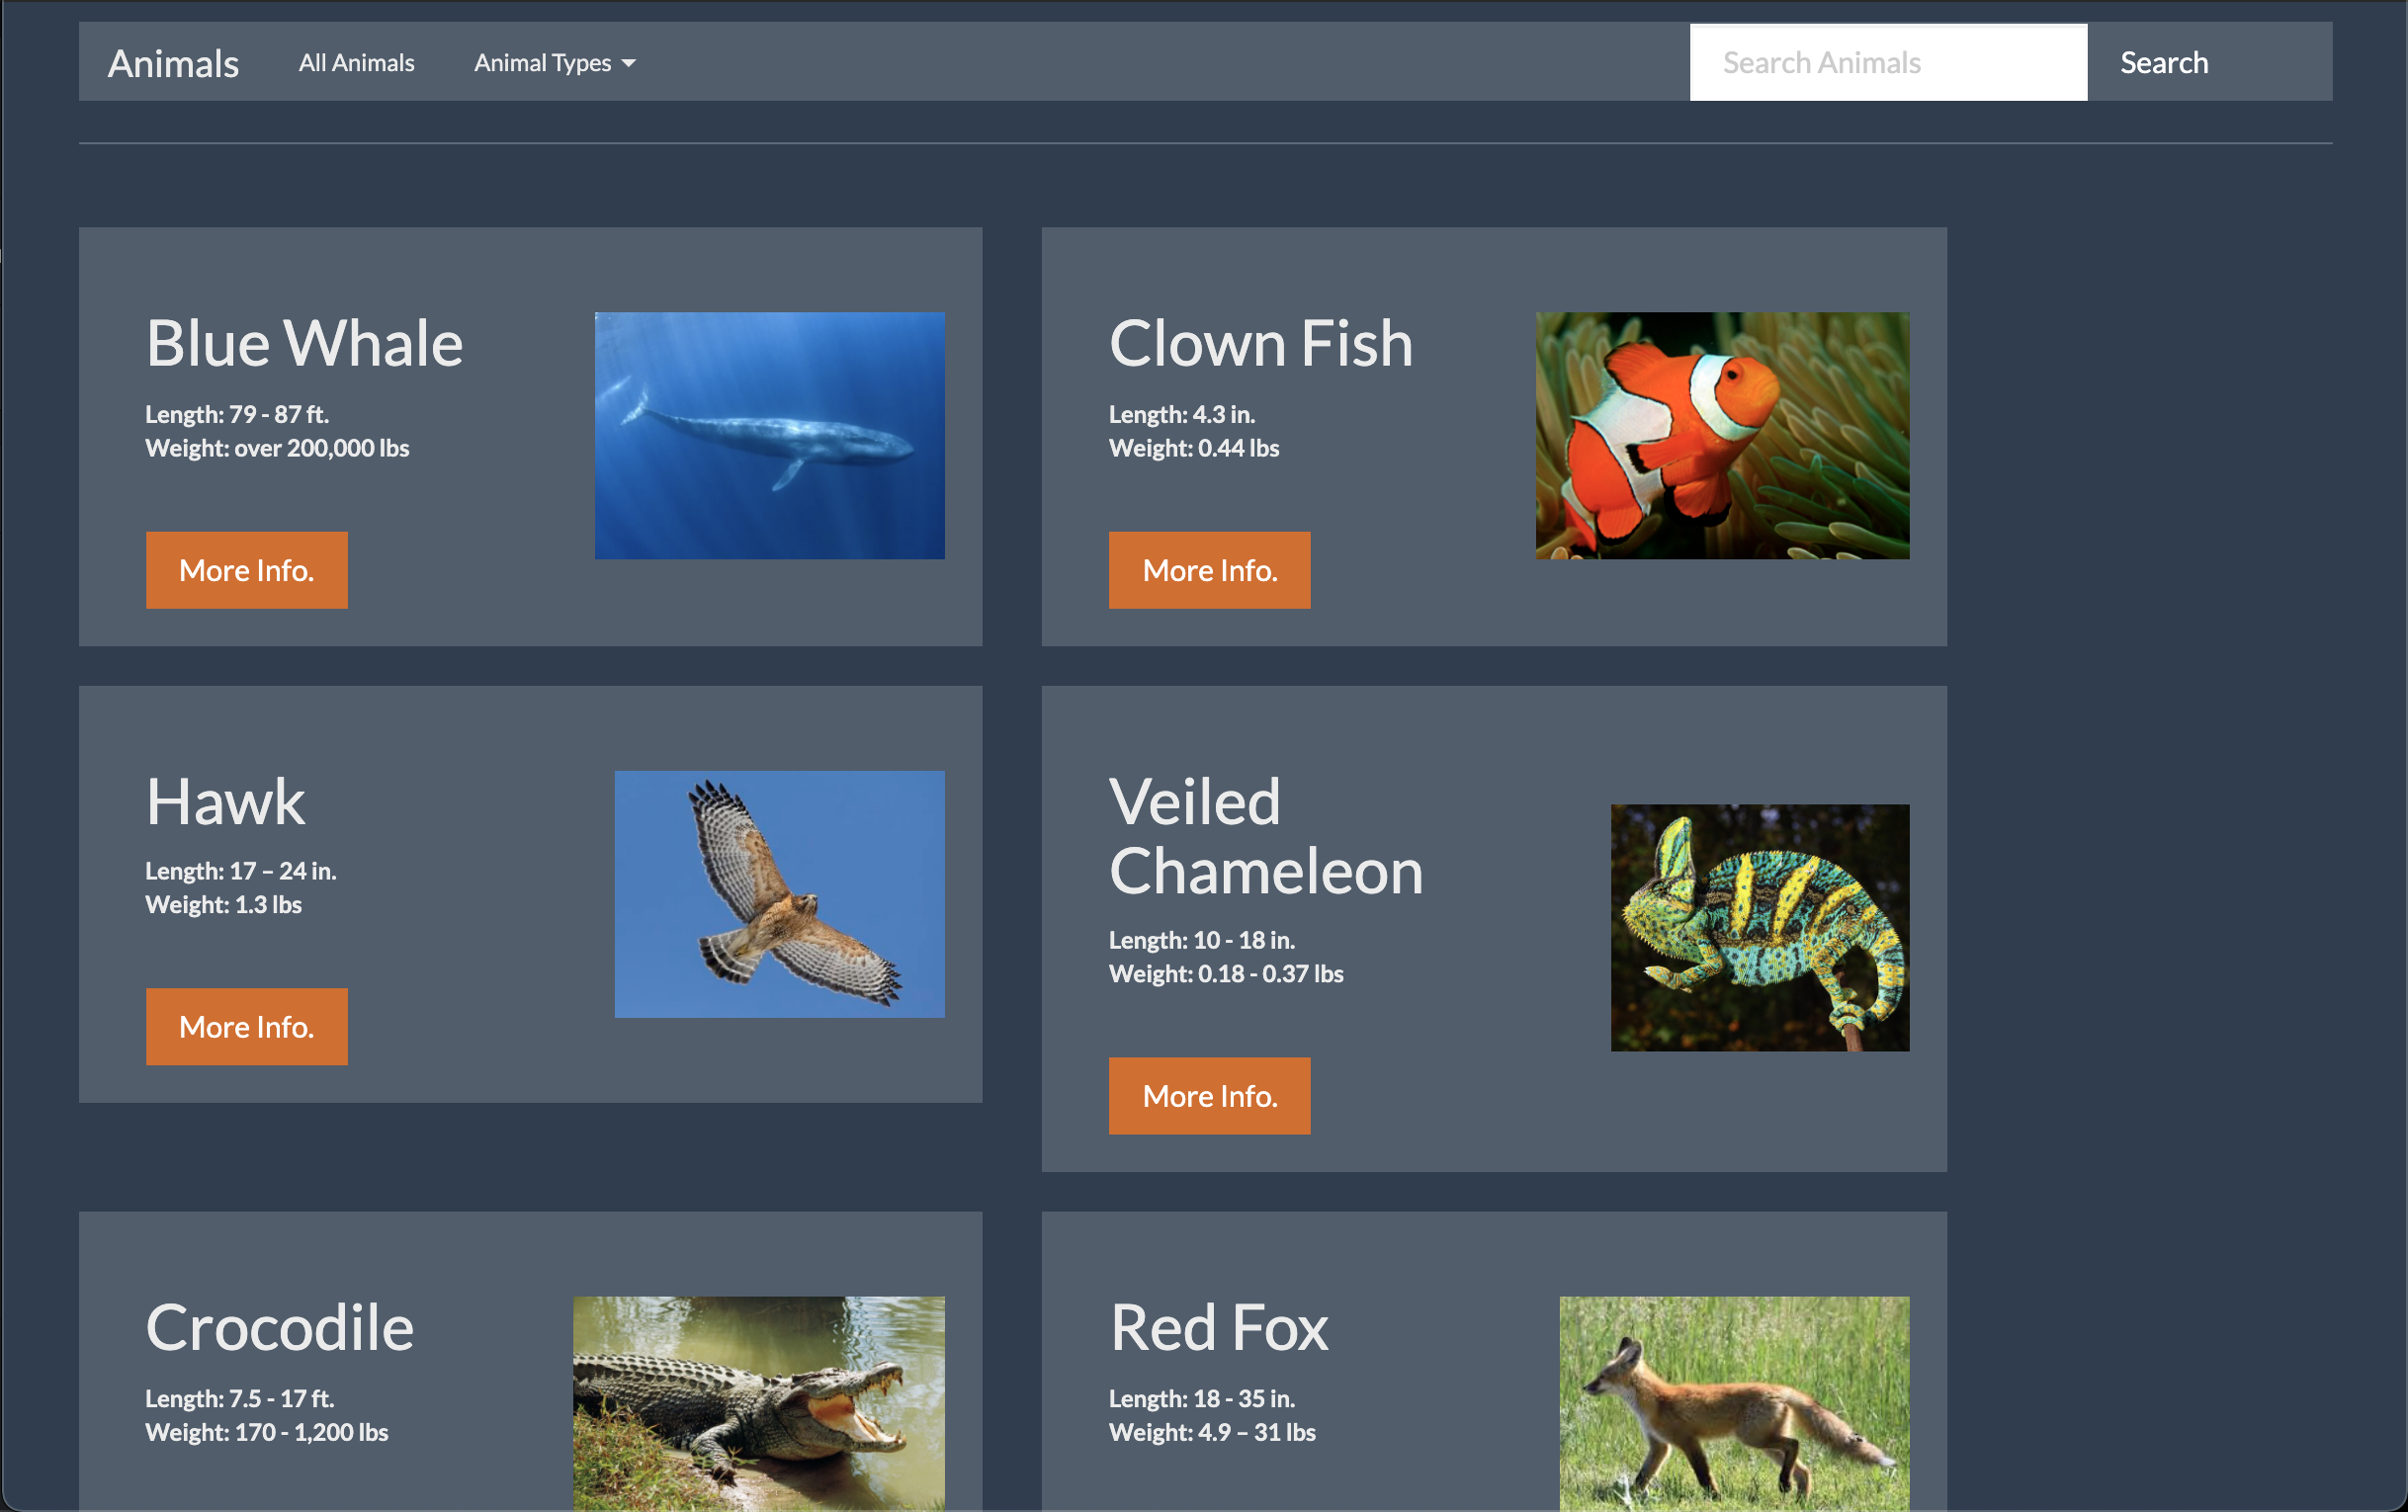 Animals
All Animals
Animal Types
Search Animals
Search
Blue Whale
Length: 79 - 87 ft.
Weight: over 200,000 lbs
More Info.
Clown Fish
Length: 4.3 in.
Weight: 0.44 lbs
More Info.
Hawk
Length: 17 – 24 in.
Weight: 1.3 lbs
More Info.
Veiled
Chameleon
Length: 10 - 18 in.
Weight: 0.18 - 0.37 lbs
More Info.
Crocodile
Length: 7.5 - 17 ft.
Weight: 170 - 1,200 lbs
Red Fox
Length: 18 - 35 in.
Weight: 4.9 – 31 lbs